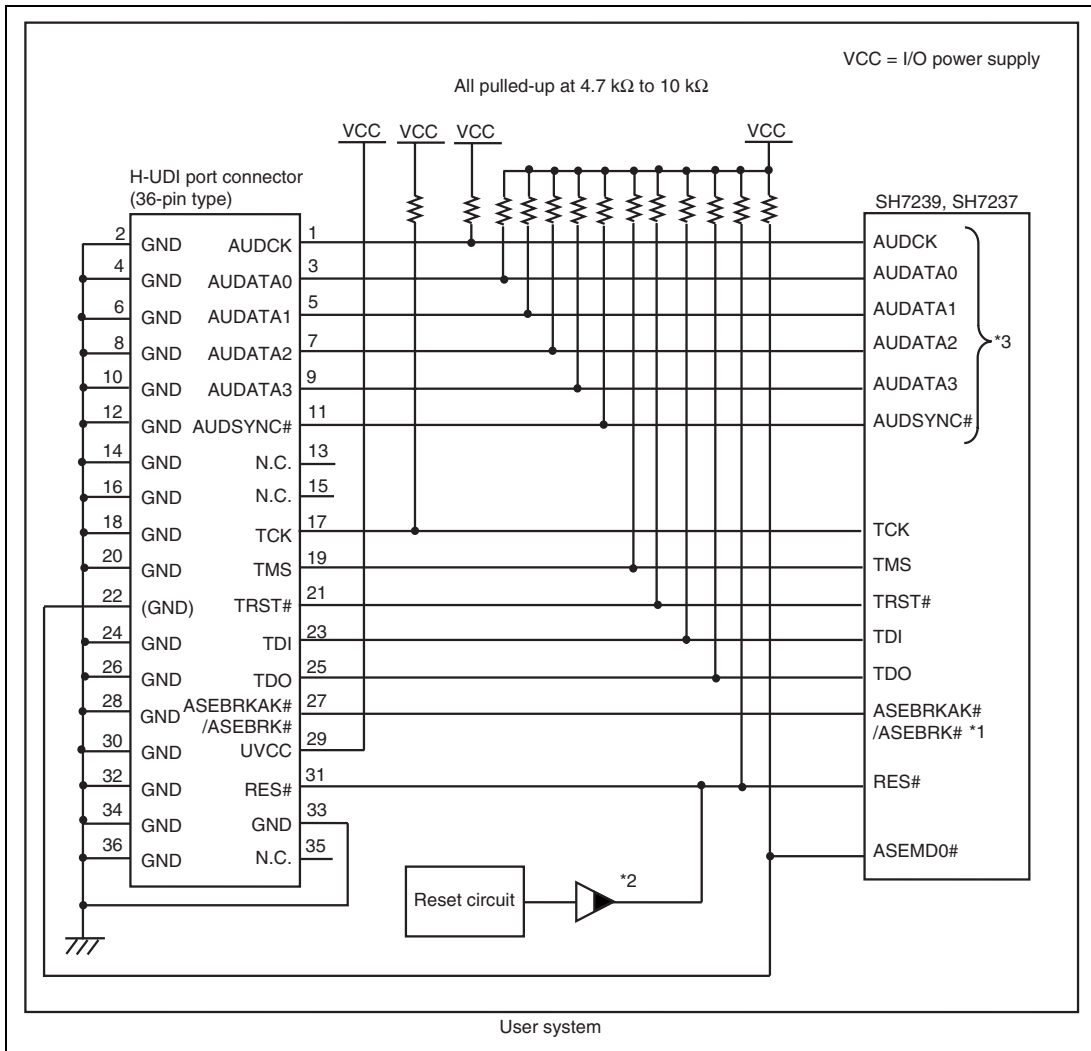 VCC = I/O power supply
All pulled-up at 4.7 kΩ to 10 kΩ
VCC VCC VCC VCC
H-UDI port connector
(36-pin type)
SH7239, SH7237
2 GND AUDCK 1 AUDCK
4 GND AUDATA0 3 AUDATA0
6 GND AUDATA1 5 AUDATA1
8 GND AUDATA2 7 AUDATA2
*3
10 GND AUDATA3 9 AUDATA3
12 GND AUDSYNC# 11 AUDSYNC#
14 GND N.C. 13
16 GND N.C. 15
18 GND TCK 17 TCK
20 GND TMS 19 TMS
22 (GND) TRST# 21 TRST#
24 GND TDI 23 TDI
26 GND TDO 25 TDO
28 GND ASEBRKAK# 27 ASEBRKAK#
/ASEBRK# /ASEBRK# *1
30 GND UVCC 29
32 GND RES# 31 RES#
34 GND GND 33
36 GND N.C. 35
ASEMD0#
Reset circuit *2
User system